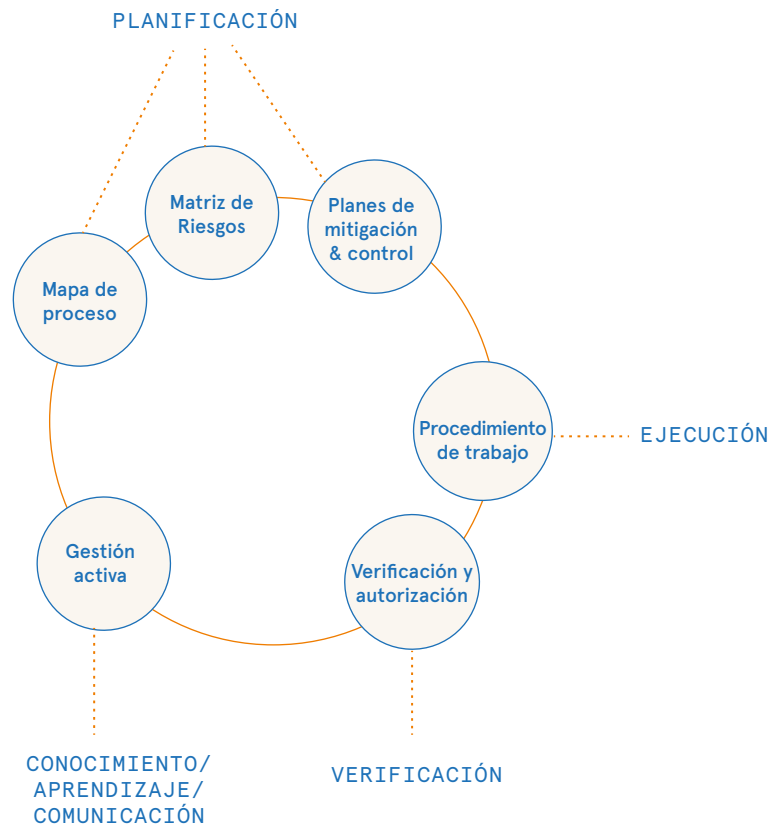 PLANIFICACIÓN
Matriz de
Riesgos
Planes de
mitigación
& control
Mapa de
proceso
Procedimiento
de trabajo
EJECUCIÓN
Gestión
activa
Verificación y
autorización
CONOCIMIENTO/
APRENDIZAJE/
COMUNICACIÓN
VERIFICACIÓN